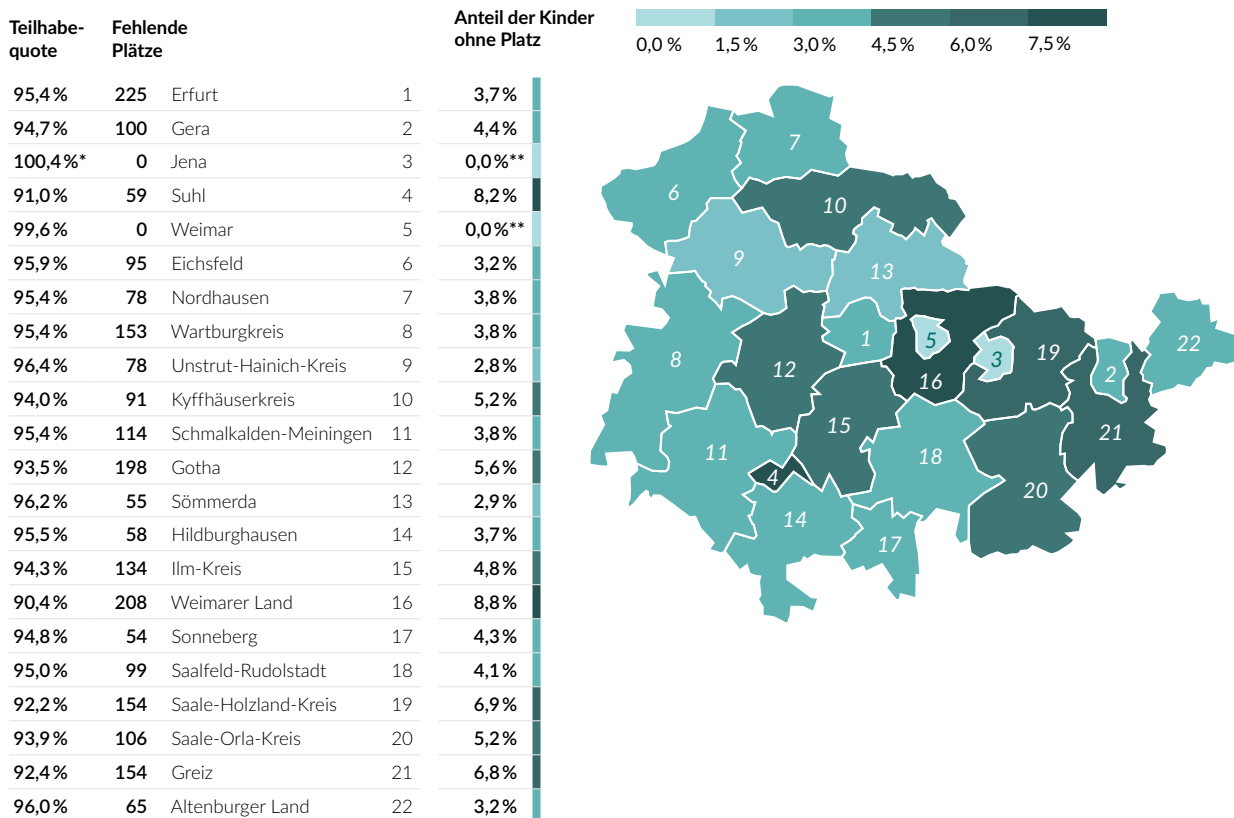 Teilhabe-
quote
Fehlende
Plätze
Anteil der Kinder
ohne Platz
0,0 % 1,5 % 3,0 % 4,5 % 6,0 % 7,5 %
95,4 % 225 Erfurt 1 3,7 %
94,7 % 100 Gera 2 4,4 %
100,4 %* 0 Jena 3 0,0 %**
91,0 % 59 Suhl 4 8,2 %
99,6 % 0 Weimar 5 0,0 %**
95,9 % 95 Eichsfeld 6 3,2 %
95,4 % 78 Nordhausen 7 3,8 %
95,4 % 153 Wartburgkreis 8 3,8 %
96,4 % 78 Unstrut-Hainich-Kreis 9 2,8 %
94,0 % 91 Kyffhäuserkreis 10 5,2 %
95,4 % 114 Schmalkalden-Meiningen 11 3,8 %
93,5 % 198 Gotha 12 5,6 %
96,2 % 55 Sömmerda 13 2,9 %
95,5 % 58 Hildburghausen 14 3,7 %
94,3 % 134 Ilm-Kreis 15 4,8 %
90,4 % 208 Weimarer Land 16 8,8 %
94,8 % 54 Sonneberg 17 4,3 %
95,0 % 99 Saalfeld-Rudolstadt 18 4,1 %
92,2 % 154 Saale-Holzland-Kreis 19 6,9 %
93,9 % 106 Saale-Orla-Kreis 20 5,2 %
92,4 % 154 Greiz 21 6,8 %
96,0 % 65 Altenburger Land 22 3,2 %
7
6
10
9
13
1
5
3
19
22
8
12
16
2
15
21
11
18
4
20
14
17